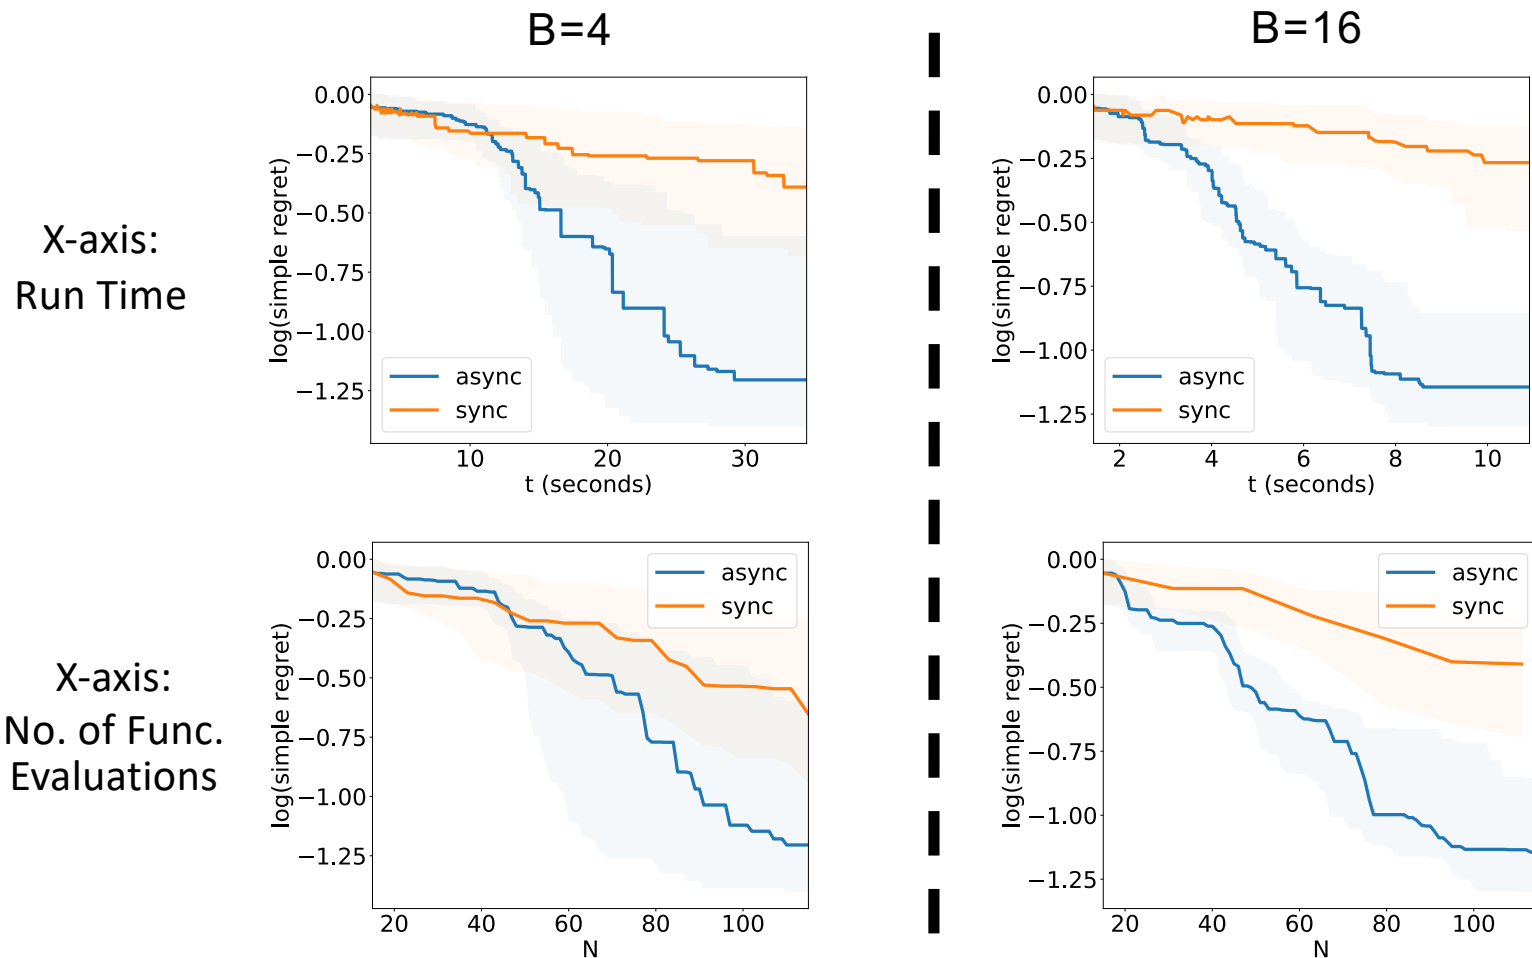 B=4
B=16
X-axis:
Run Time
log(simple regret)
0.00
−0.25
−0.50
−0.75
−1.00
−1.25
async
sync
10
20
30
t (seconds)
log(simple regret)
0.00
−0.25
−0.50
−0.75
−1.00
−1.25
async
sync
2
4
6
8
10
t (seconds)
X-axis:
No. of Func.
Evaluations
log(simple regret)
0.00
−0.25
−0.50
−0.75
−1.00
−1.25
async
sync
20
40
60
80
100
N
log(simple regret)
0.00
−0.25
−0.50
−0.75
−1.00
−1.25
async
sync
20
40
60
80
100
N